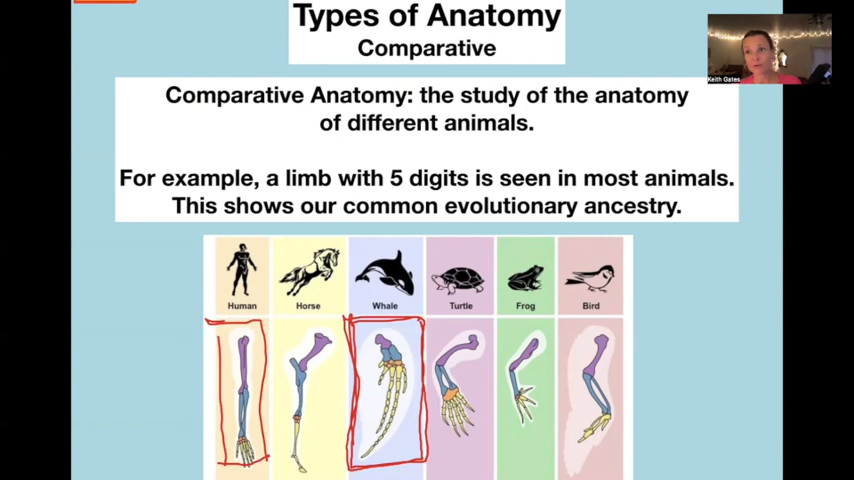 Types of Anatomy
Comparative
Keith Gates
Comparative Anatomy: the study of the anatomy
of different animals.
For example, a limb with 5 digits is seen in most animals.
This shows our common evolutionary ancestry.
Human Horse Whale Turtle Frog Bird